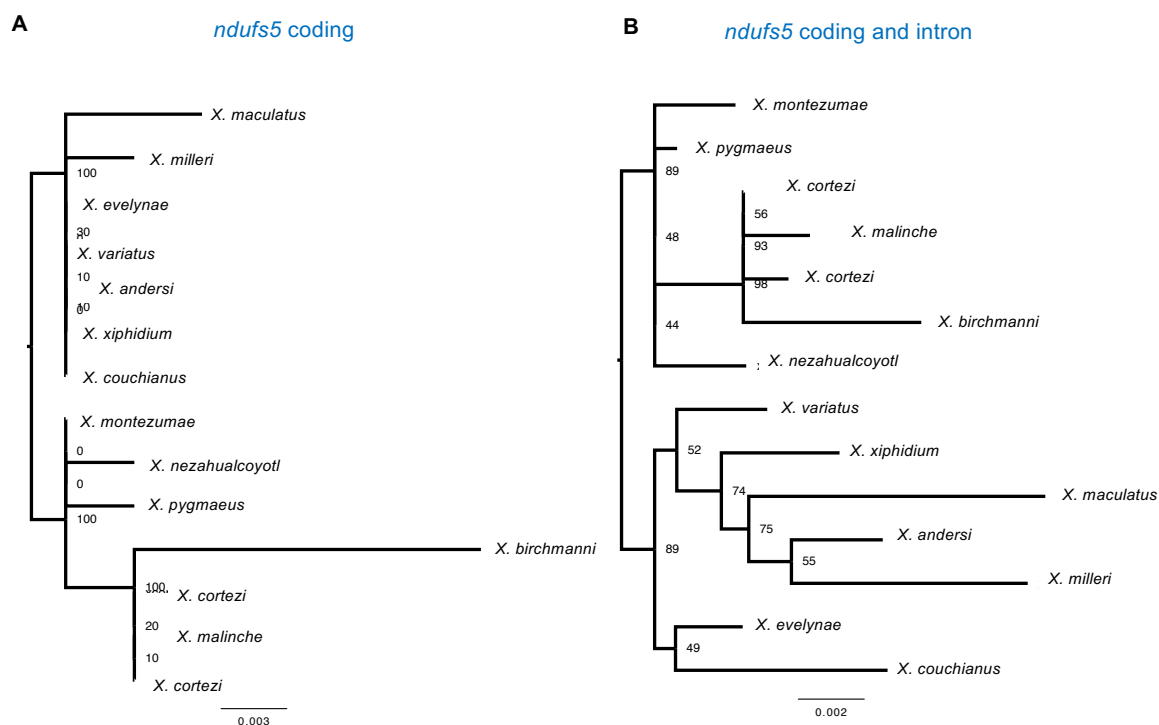 A
ndufs5 coding
X. maculatus
X. milleri
100
X. evelynae
X. variatus
10
X. andersi
X. xiphidium
X. couchianus
X. montezumae
0
X. nezahualcoyotl
0
X. pygmaeus
100
X. birchmanni
100
X. cortezi
20
X. malinche
10
X. cortezi
0.003
B
ndufs5 coding and intron
X. montezumae
X. pygmaeus
89
X. cortezi
56
X. malinche
48
93
X. cortezi
98
X. birchmanni
44
X. nezahualcoyotl
X. variatus
52
X. xiphidium
74
X. maculatus
75
X. andersi
55
X. milleri
89
X. evelynae
49
X. couchianus
0.002